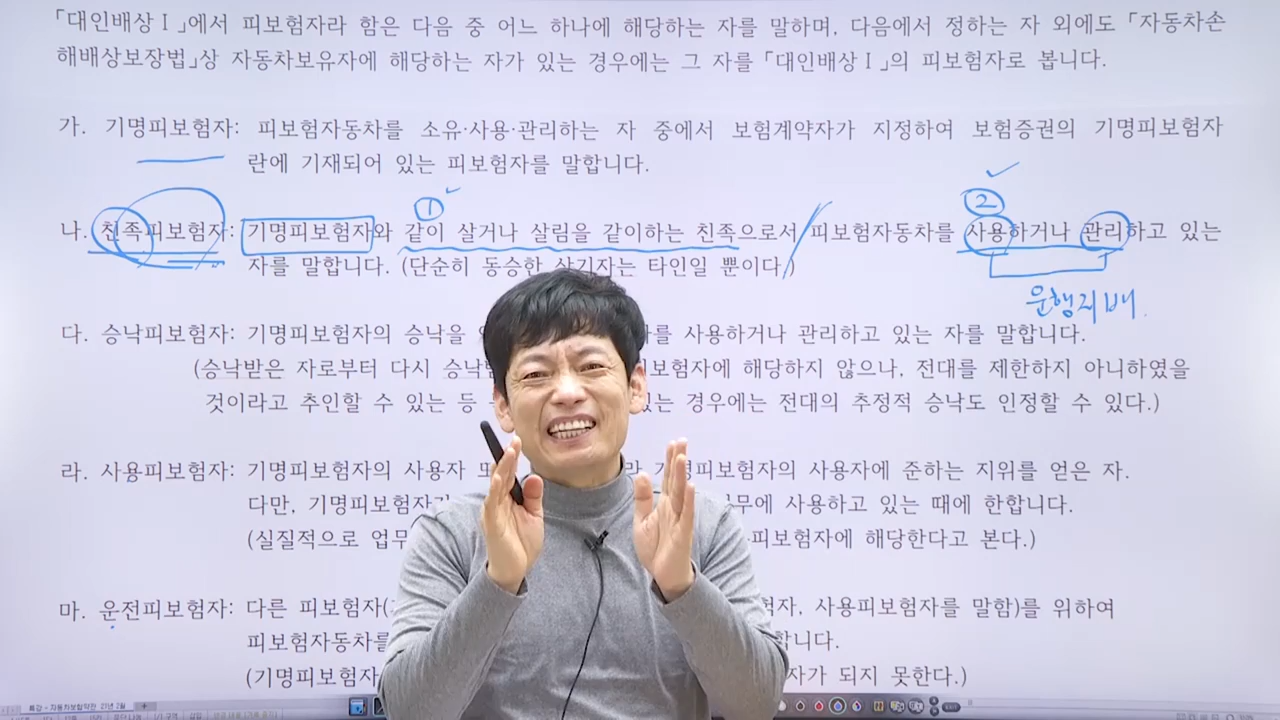 「대인배상Ⅰ」에서 피보험자라 함은 다음 중 어느 하나에 해당하는 자를 말하며, 다음에서 정하는 자 외에도 「자동차손
해배상보장법」상 자동차보유자에 해당하는 자가 있는 경우에는 그 자를 「대인배상Ⅰ」의 피보험자로 봅니다.
가. 기명피보험자: 피보험자동차를 소유·사용·관리하는 자 중에서 보험계약자가 지정하여 보험증권의 기명피보험자
란에 기재되어 있는 피보험자를 말합니다.
① ②
나. 친족피보험자: 기명피보험자와 같이 살거나 살림을 같이하는 친족으로서 피보험자동차를 사용하거나 관리하고 있는
자를 말합니다. (단순히 동승한 상기자는 타인일 뿐이다.)
운행지배.
다. 승낙피보험자: 기명피보험자의 승낙을 를 사용하거나 관리하고 있는 자를 말합니다.
(승낙받은 자로부터 다시 보험자에 해당하지 않으나, 전대를 제한하지 아니하였을
것이라고 추인할 수 있는 등 있는 경우에는 전대의 추정적 승낙도 인정할 수 있다.)
라. 사용피보험자: 기명피보험자의 사용자 피보험자의 사용자에 준하는 지위를 얻은 자.
다만, 기명피보험자가 사용하고 있는 때에 한합니다.
(실질적으로 피보험자에 해당한다고 본다.)
마. 운전피보험자: 다른 피보험자( 험자, 사용피보험자를 말함)를 위하여
피보험자동차를 합니다.
(기명피보험자 자가 되지 못한다.)
특강 - 자동차보험약관 21년 2월